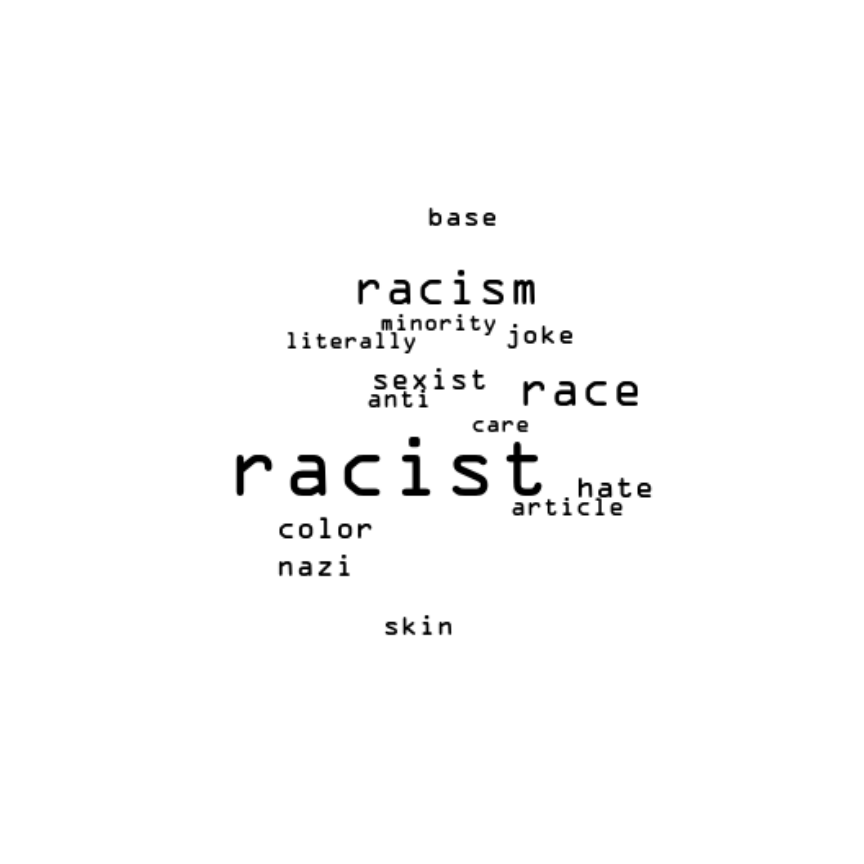 base
racism
minority
literally
joke
sexist
race
anti
care
racist
hate
article
color
nazi
skin